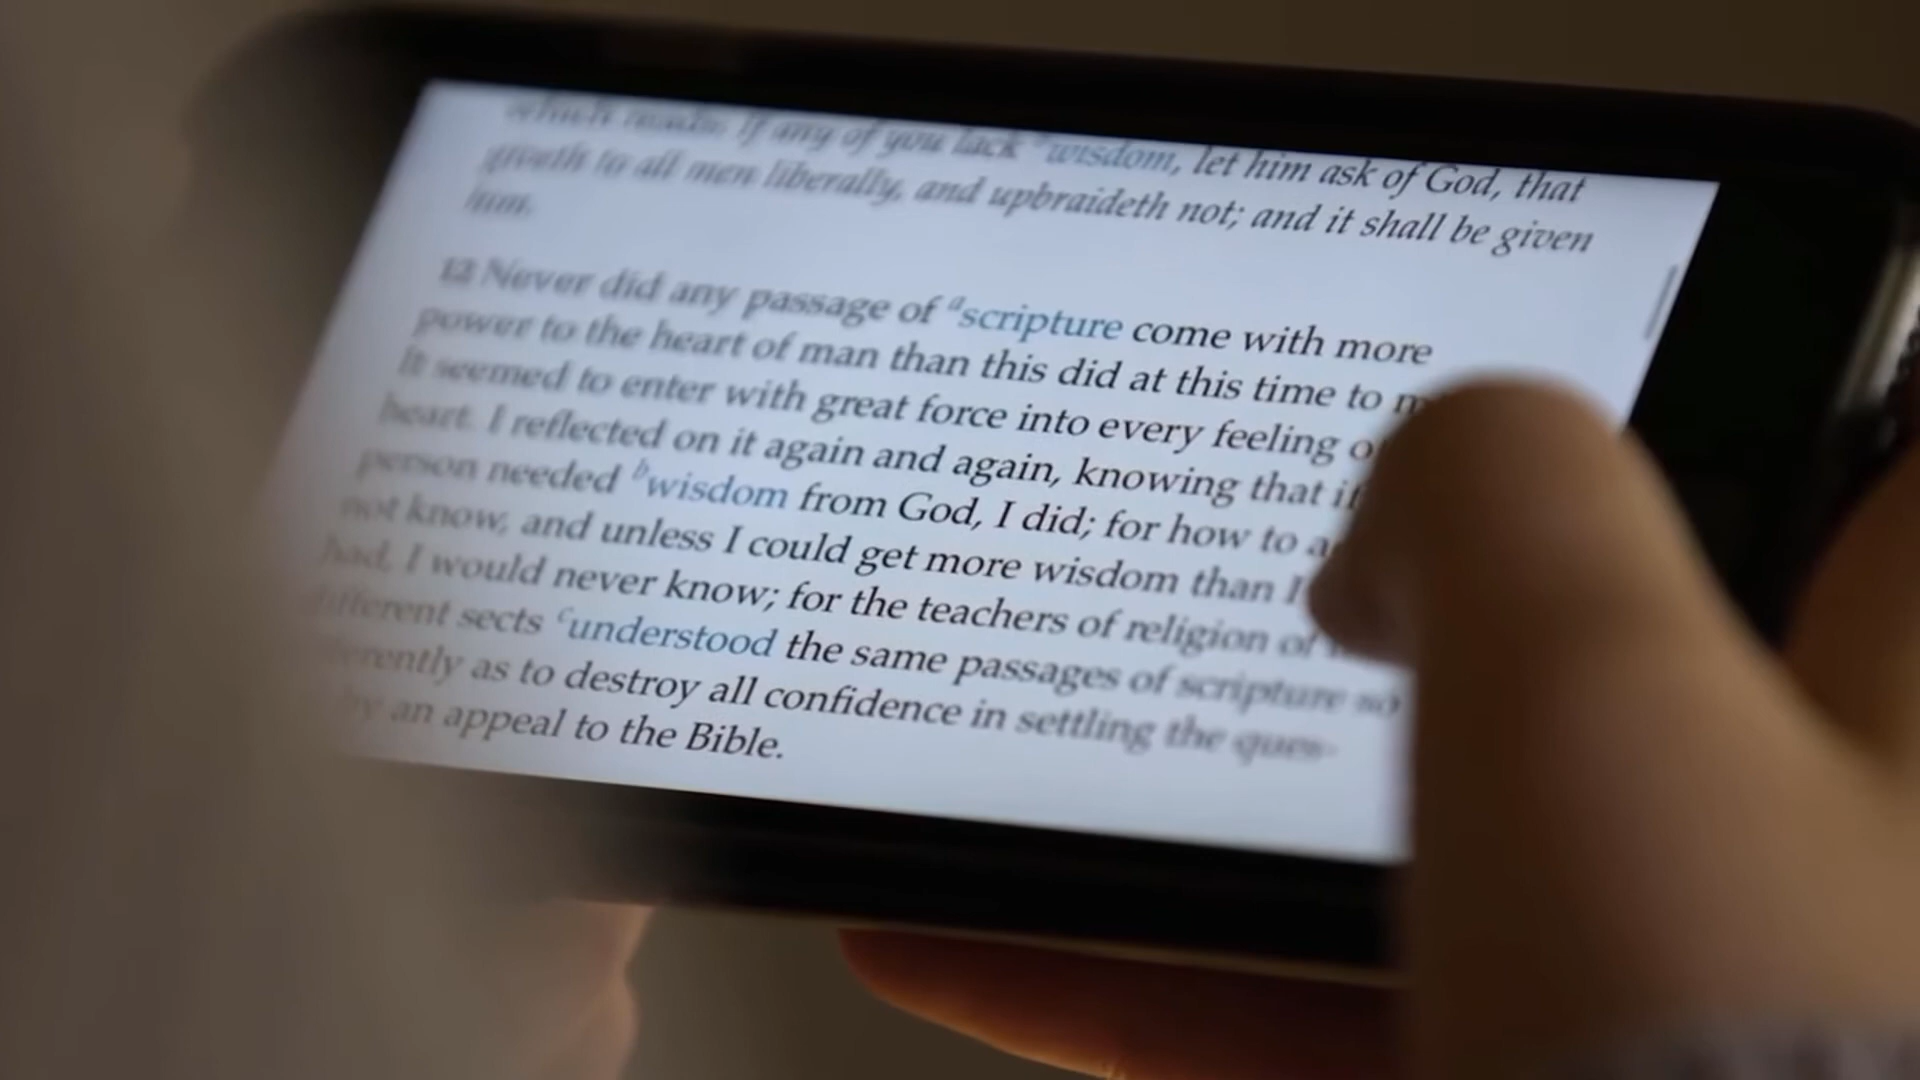 which reads: If any of you lack ᵃwisdom, let him ask of God, that
giveth to all men liberally, and upbraideth not; and it shall be given
him.
12 Never did any passage of ᵃscripture come with more
power to the heart of man than this did at this time to
It seemed to enter with great force into every feeling
heart. I reflected on it again and again, knowing that if
person needed ᵇwisdom from God, I did; for how to
not know, and unless I could get more wisdom than I
had, I would never know; for the teachers of religion of
different sects ᶜunderstood the same passages of scripture so
as to destroy all confidence in settling the ques-
by an appeal to the Bible.